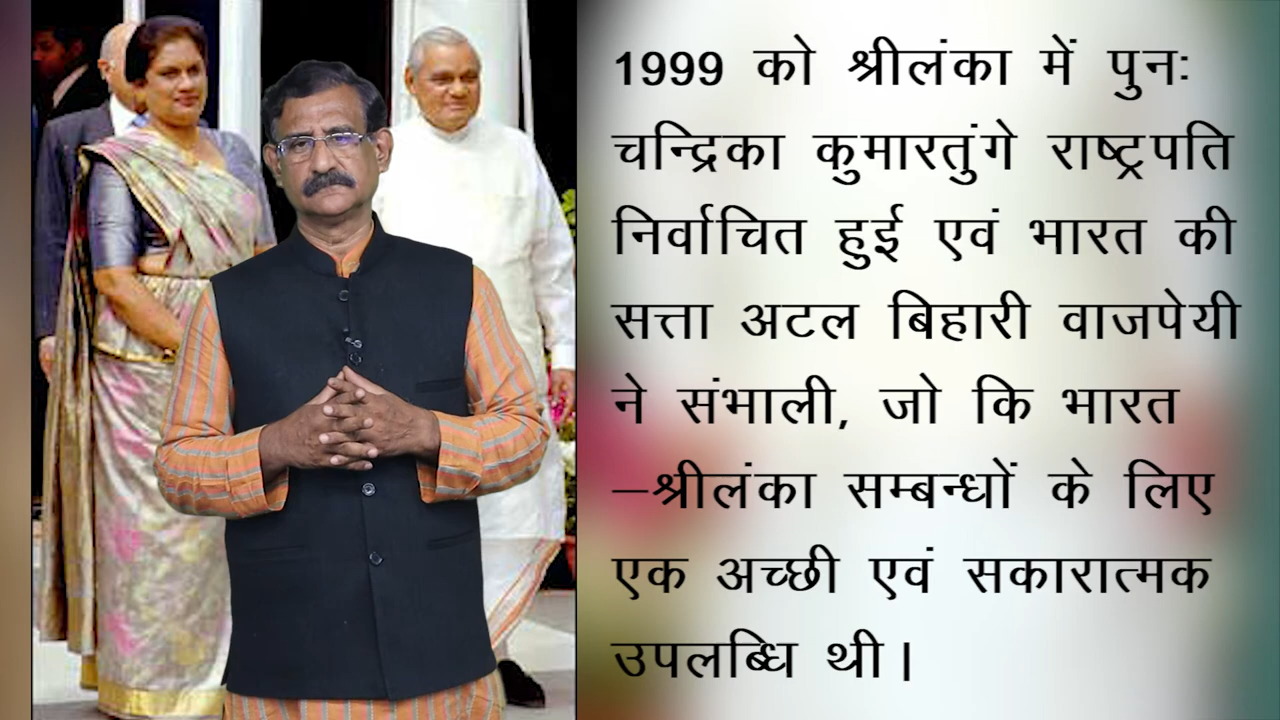 1999 को श्रीलंका में पुनः
चन्द्रिका कुमारतुंगे राष्ट्रपति
निर्वाचित हुई एवं भारत की
सत्ता अटल बिहारी वाजपेयी
ने संभाली, जो कि भारत
–श्रीलंका सम्बन्धों के लिए
एक अच्छी एवं सकारात्मक
उपलब्धि थी।